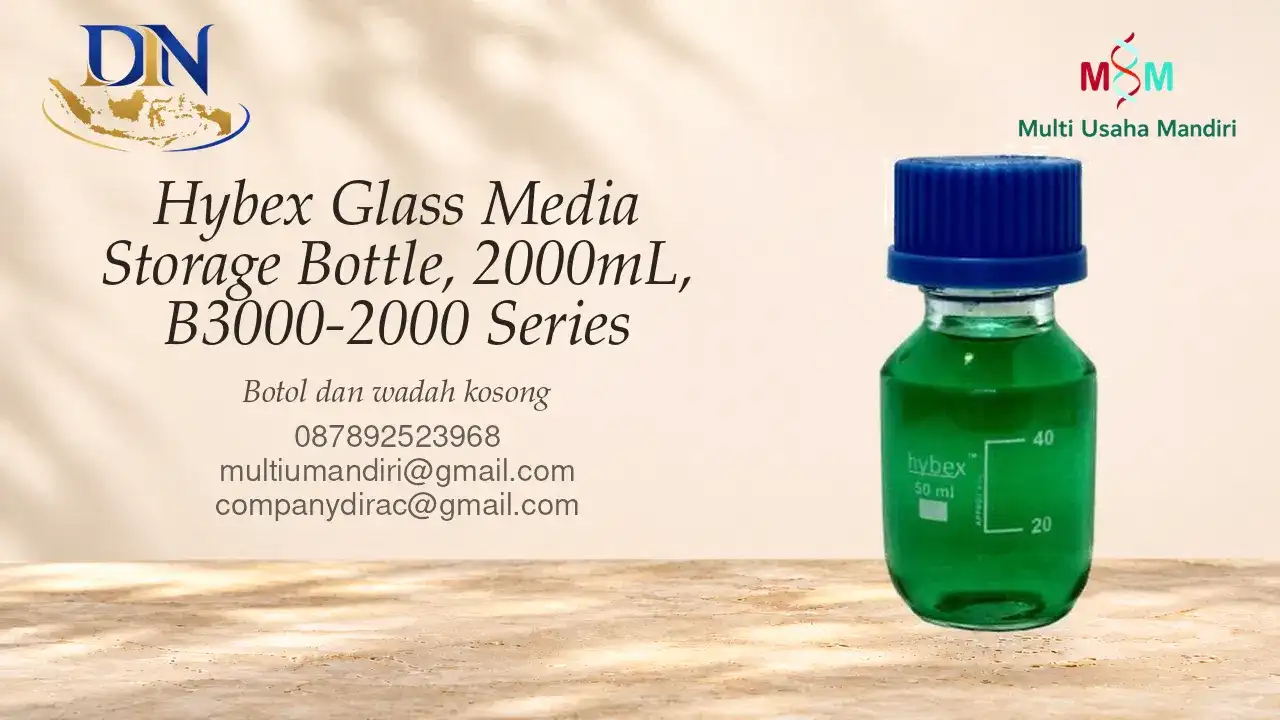 DN
MSM
Multi Usaha Mandiri
Hybex Glass Media
Storage Bottle, 2000mL,
B3000-2000 Series
Botol dan wadah kosong
087892523968
multiumandiri@gmail.com
companydirac@gmail.com
hybex™
50 ml
40
20